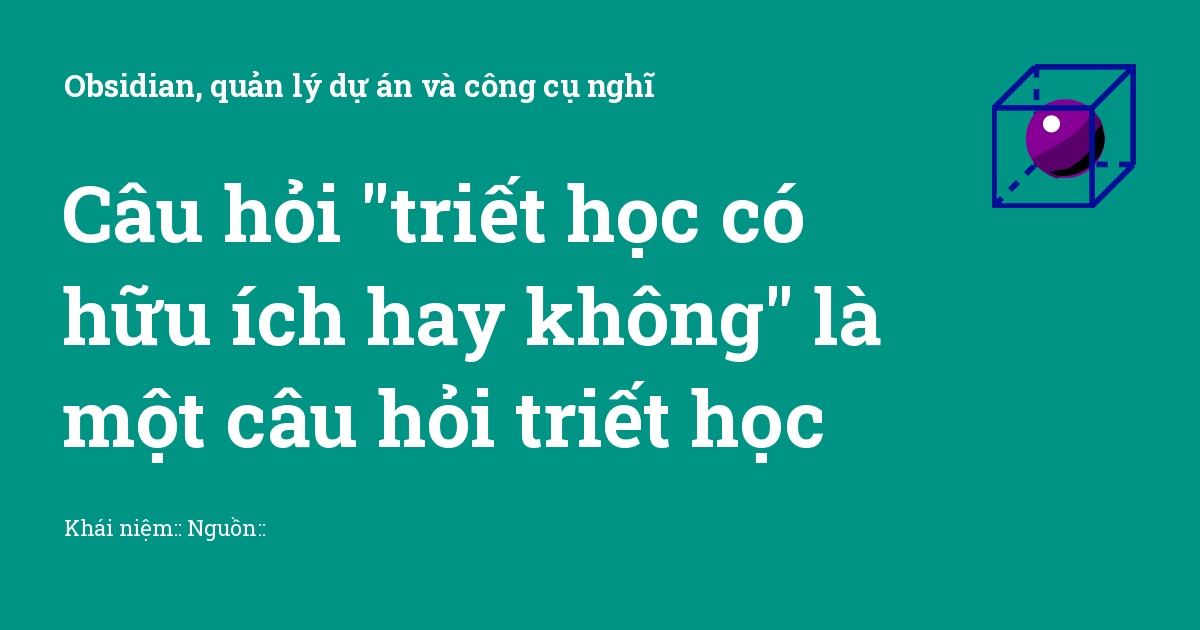 Obsidian, quản lý dự án và công cụ nghĩ
Câu hỏi "triết học có
hữu ích hay không" là
một câu hỏi triết học
Khái niệm:: Nguồn::